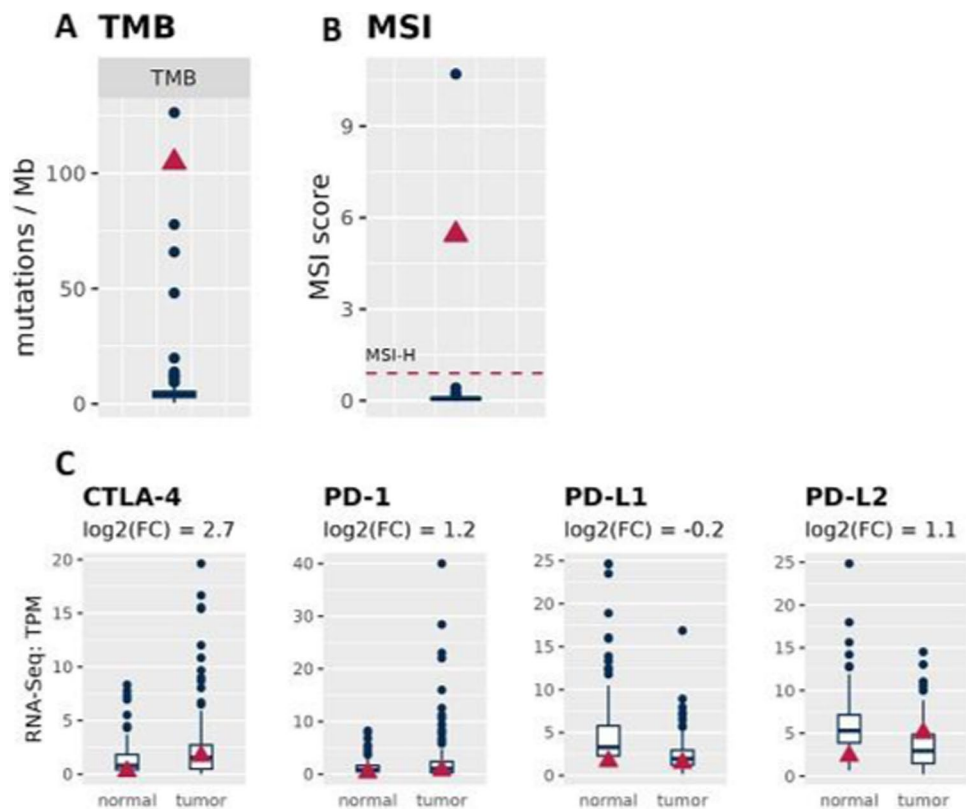 A TMB
B MSI
TMB
mutations / Mb
100
50
0
MSI score
9
6
3
0
MSI-H
C
CTLA-4
log2(FC) = 2.7
RNA-Seq: TPM
20
15
10
5
0
normal tumor
PD-1
log2(FC) = 1.2
40
30
20
10
0
normal tumor
PD-L1
log2(FC) = -0.2
25
20
15
10
5
0
normal tumor
PD-L2
log2(FC) = 1.1
25
20
15
10
5
0
normal tumor